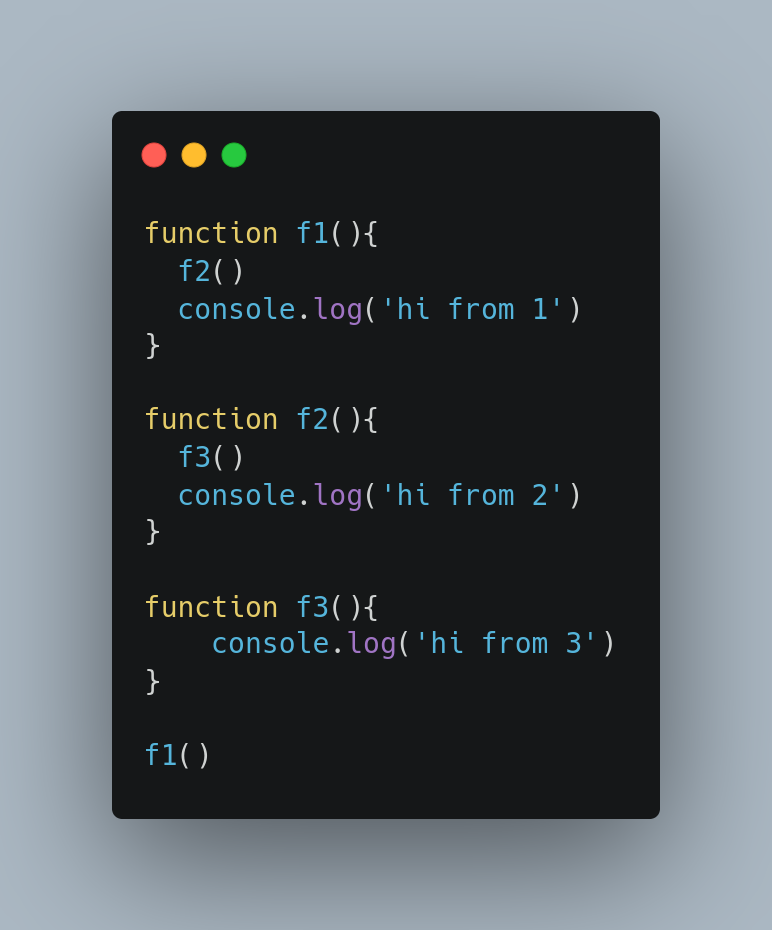 function f1(){
  f2()
  console.log('hi from 1')
}

function f2(){
  f3()
  console.log('hi from 2')
}

function f3(){
    console.log('hi from 3')
}

f1()